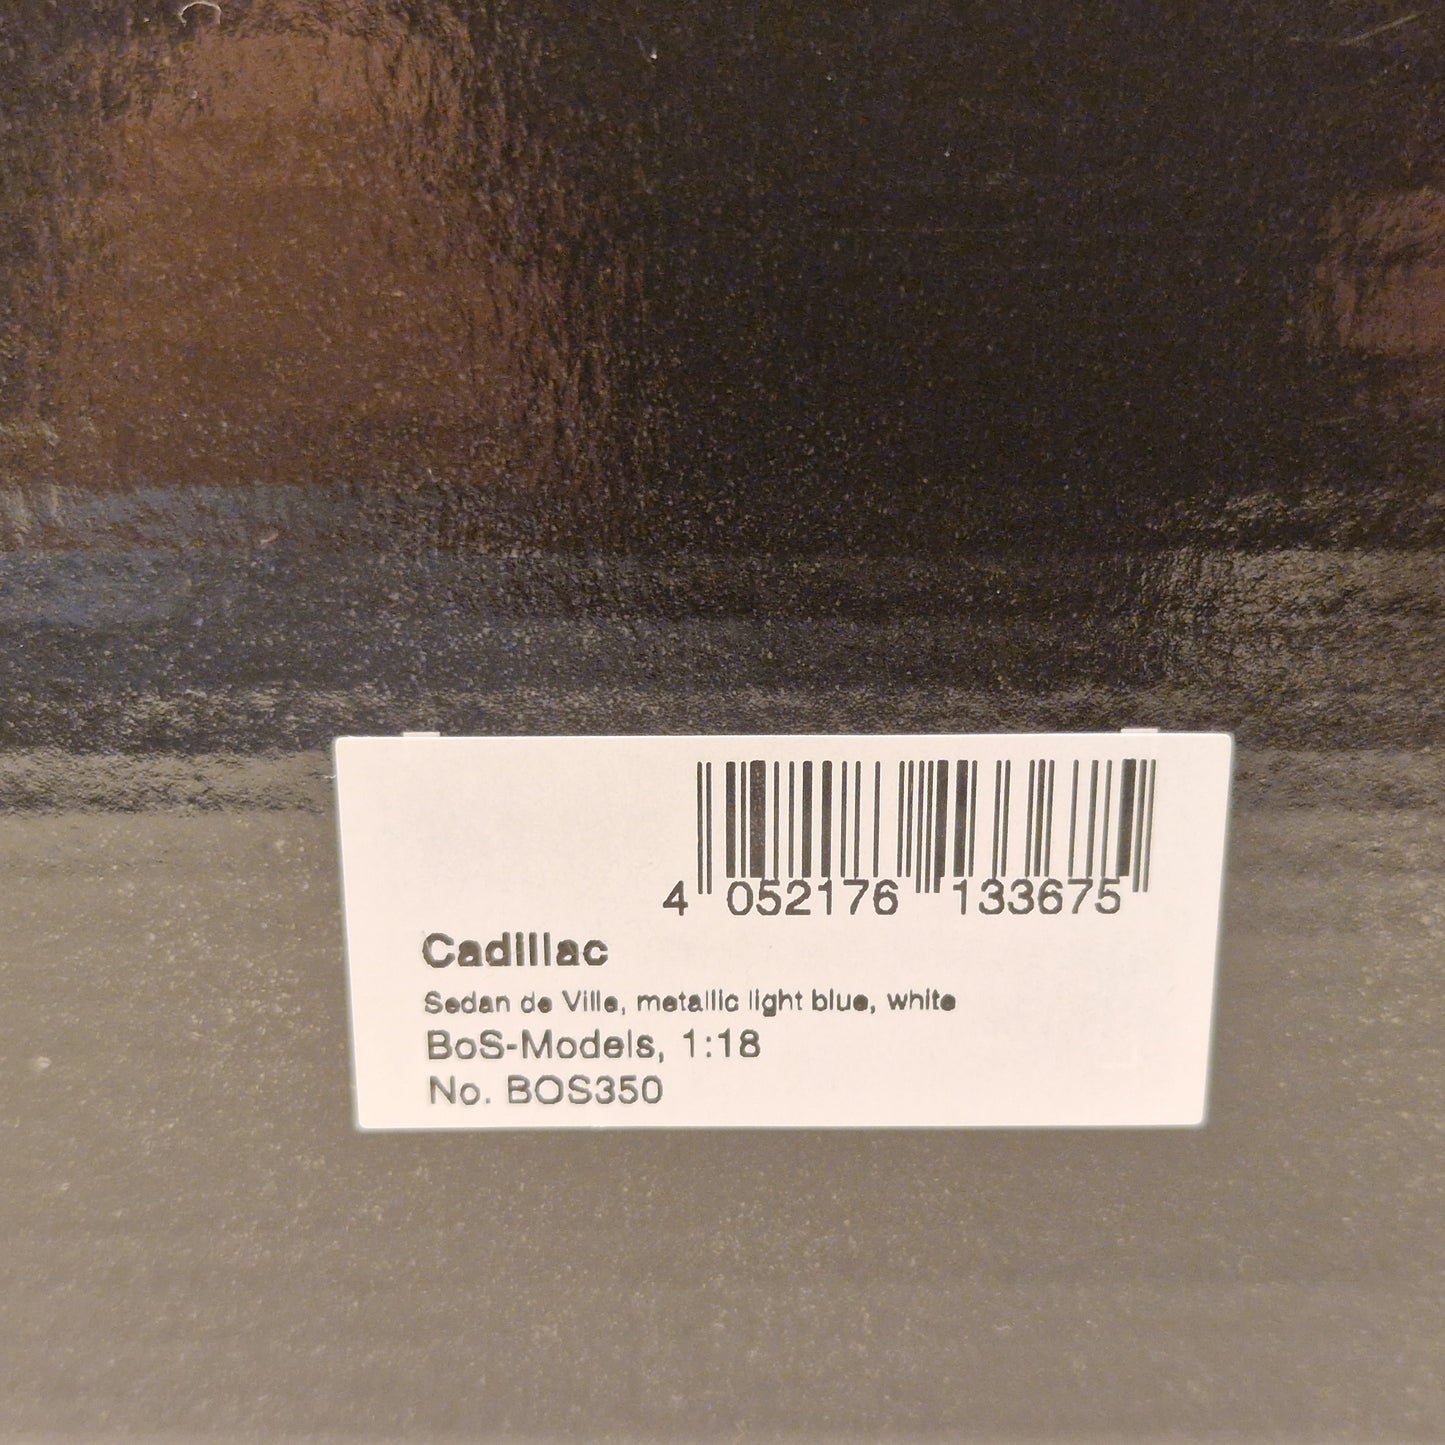 4 052176 133675
Cadillac
Sedan de Ville, metallic light blue, white
BoS-Models, 1:18
No. BOS350